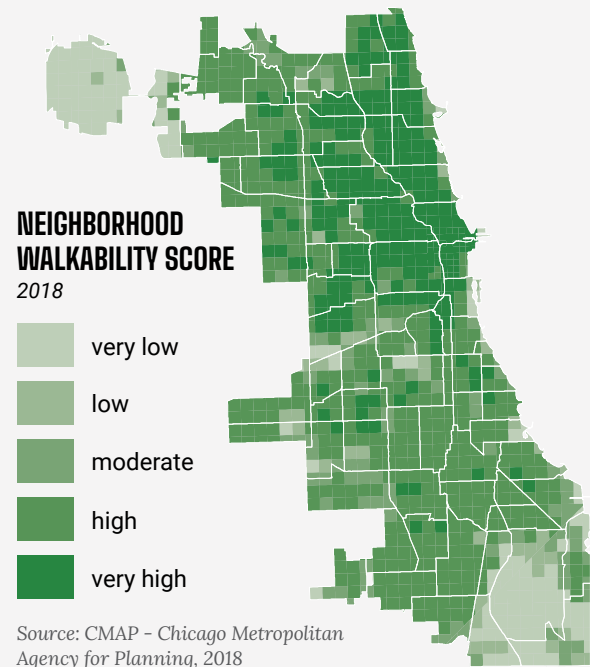 NEIGHBORHOOD
WALKABILITY SCORE
2018
very low
low
moderate
high
very high
Source: CMAP - Chicago Metropolitan
Agency for Planning, 2018